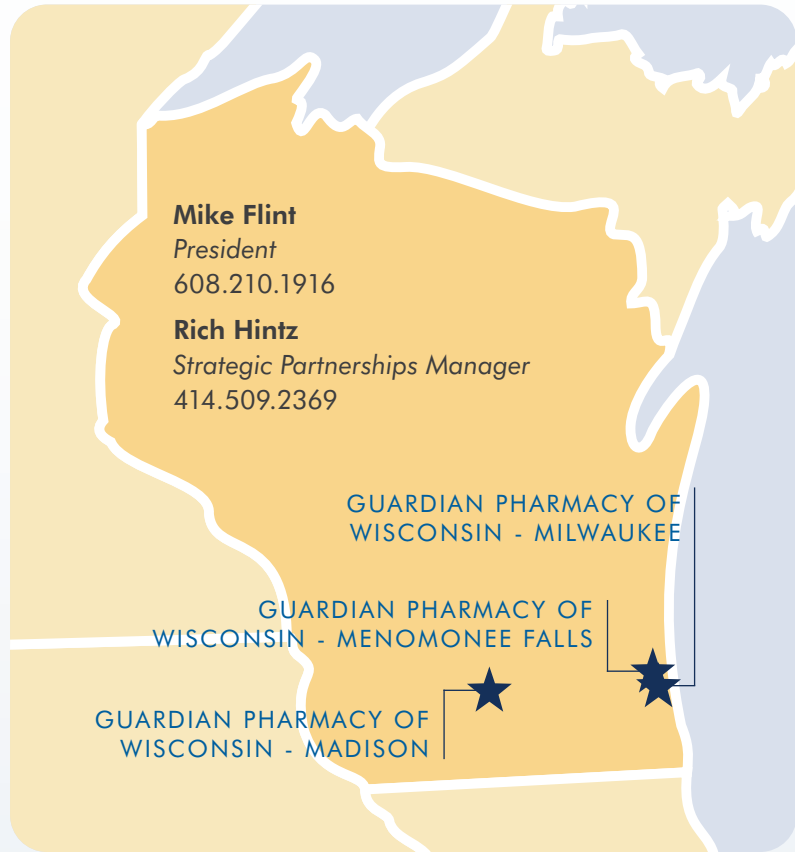 Mike Flint
President
608.210.1916
Rich Hintz
Strategic Partnerships Manager
414.509.2369
GUARDIAN PHARMACY OF
WISCONSIN - MILWAUKEE
GUARDIAN PHARMACY OF
WISCONSIN - MENOMONEE FALLS
GUARDIAN PHARMACY OF
WISCONSIN - MADISON